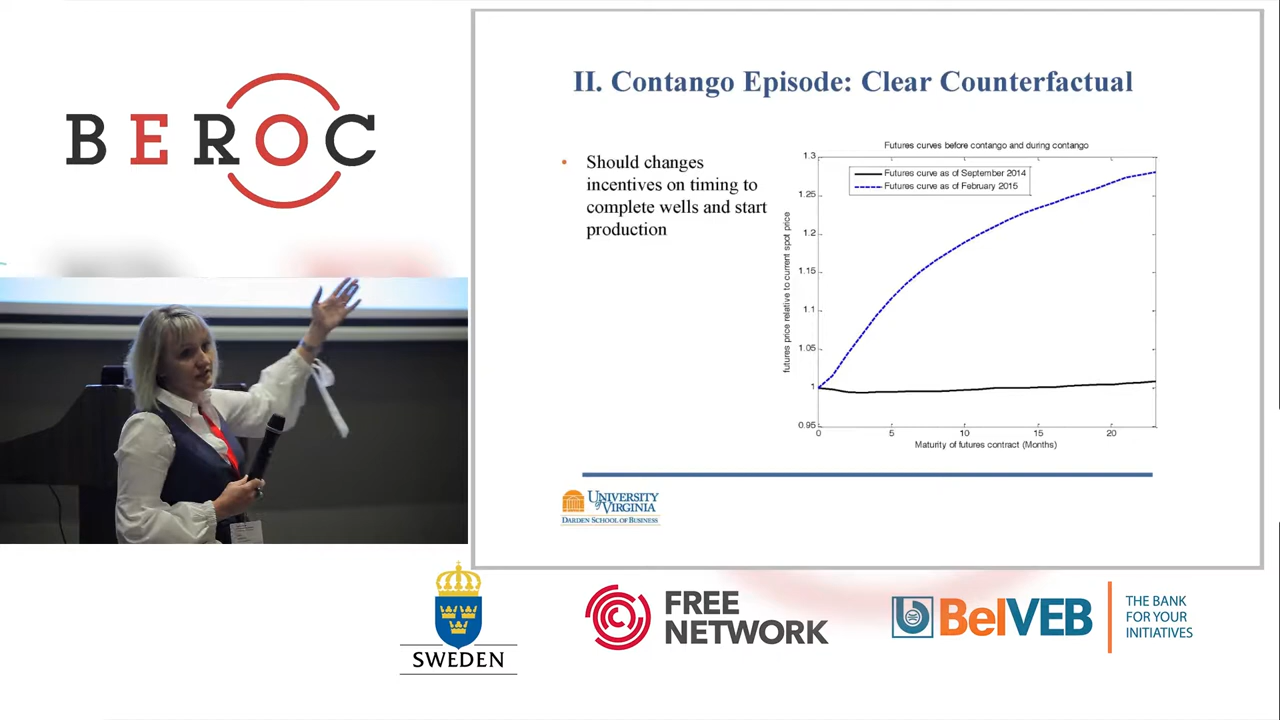 BEROC
II. Contango Episode: Clear Counterfactual
• Should changes
incentives on timing to
complete wells and start
production
Futures curves before contango and during contango
Futures curve as of September 2014
Futures curve as of February 2015
futures price relative to current spot price
1.3
1.25
1.2
1.15
1.1
1.05
1
0.95
0 5 10 15 20
Maturity of futures contract (Months)
UNIVERSITY
of VIRGINIA
DARDEN SCHOOL OF BUSINESS
SWEDEN
FREE
NETWORK
BelVEB
THE BANK
FOR YOUR
INITIATIVES